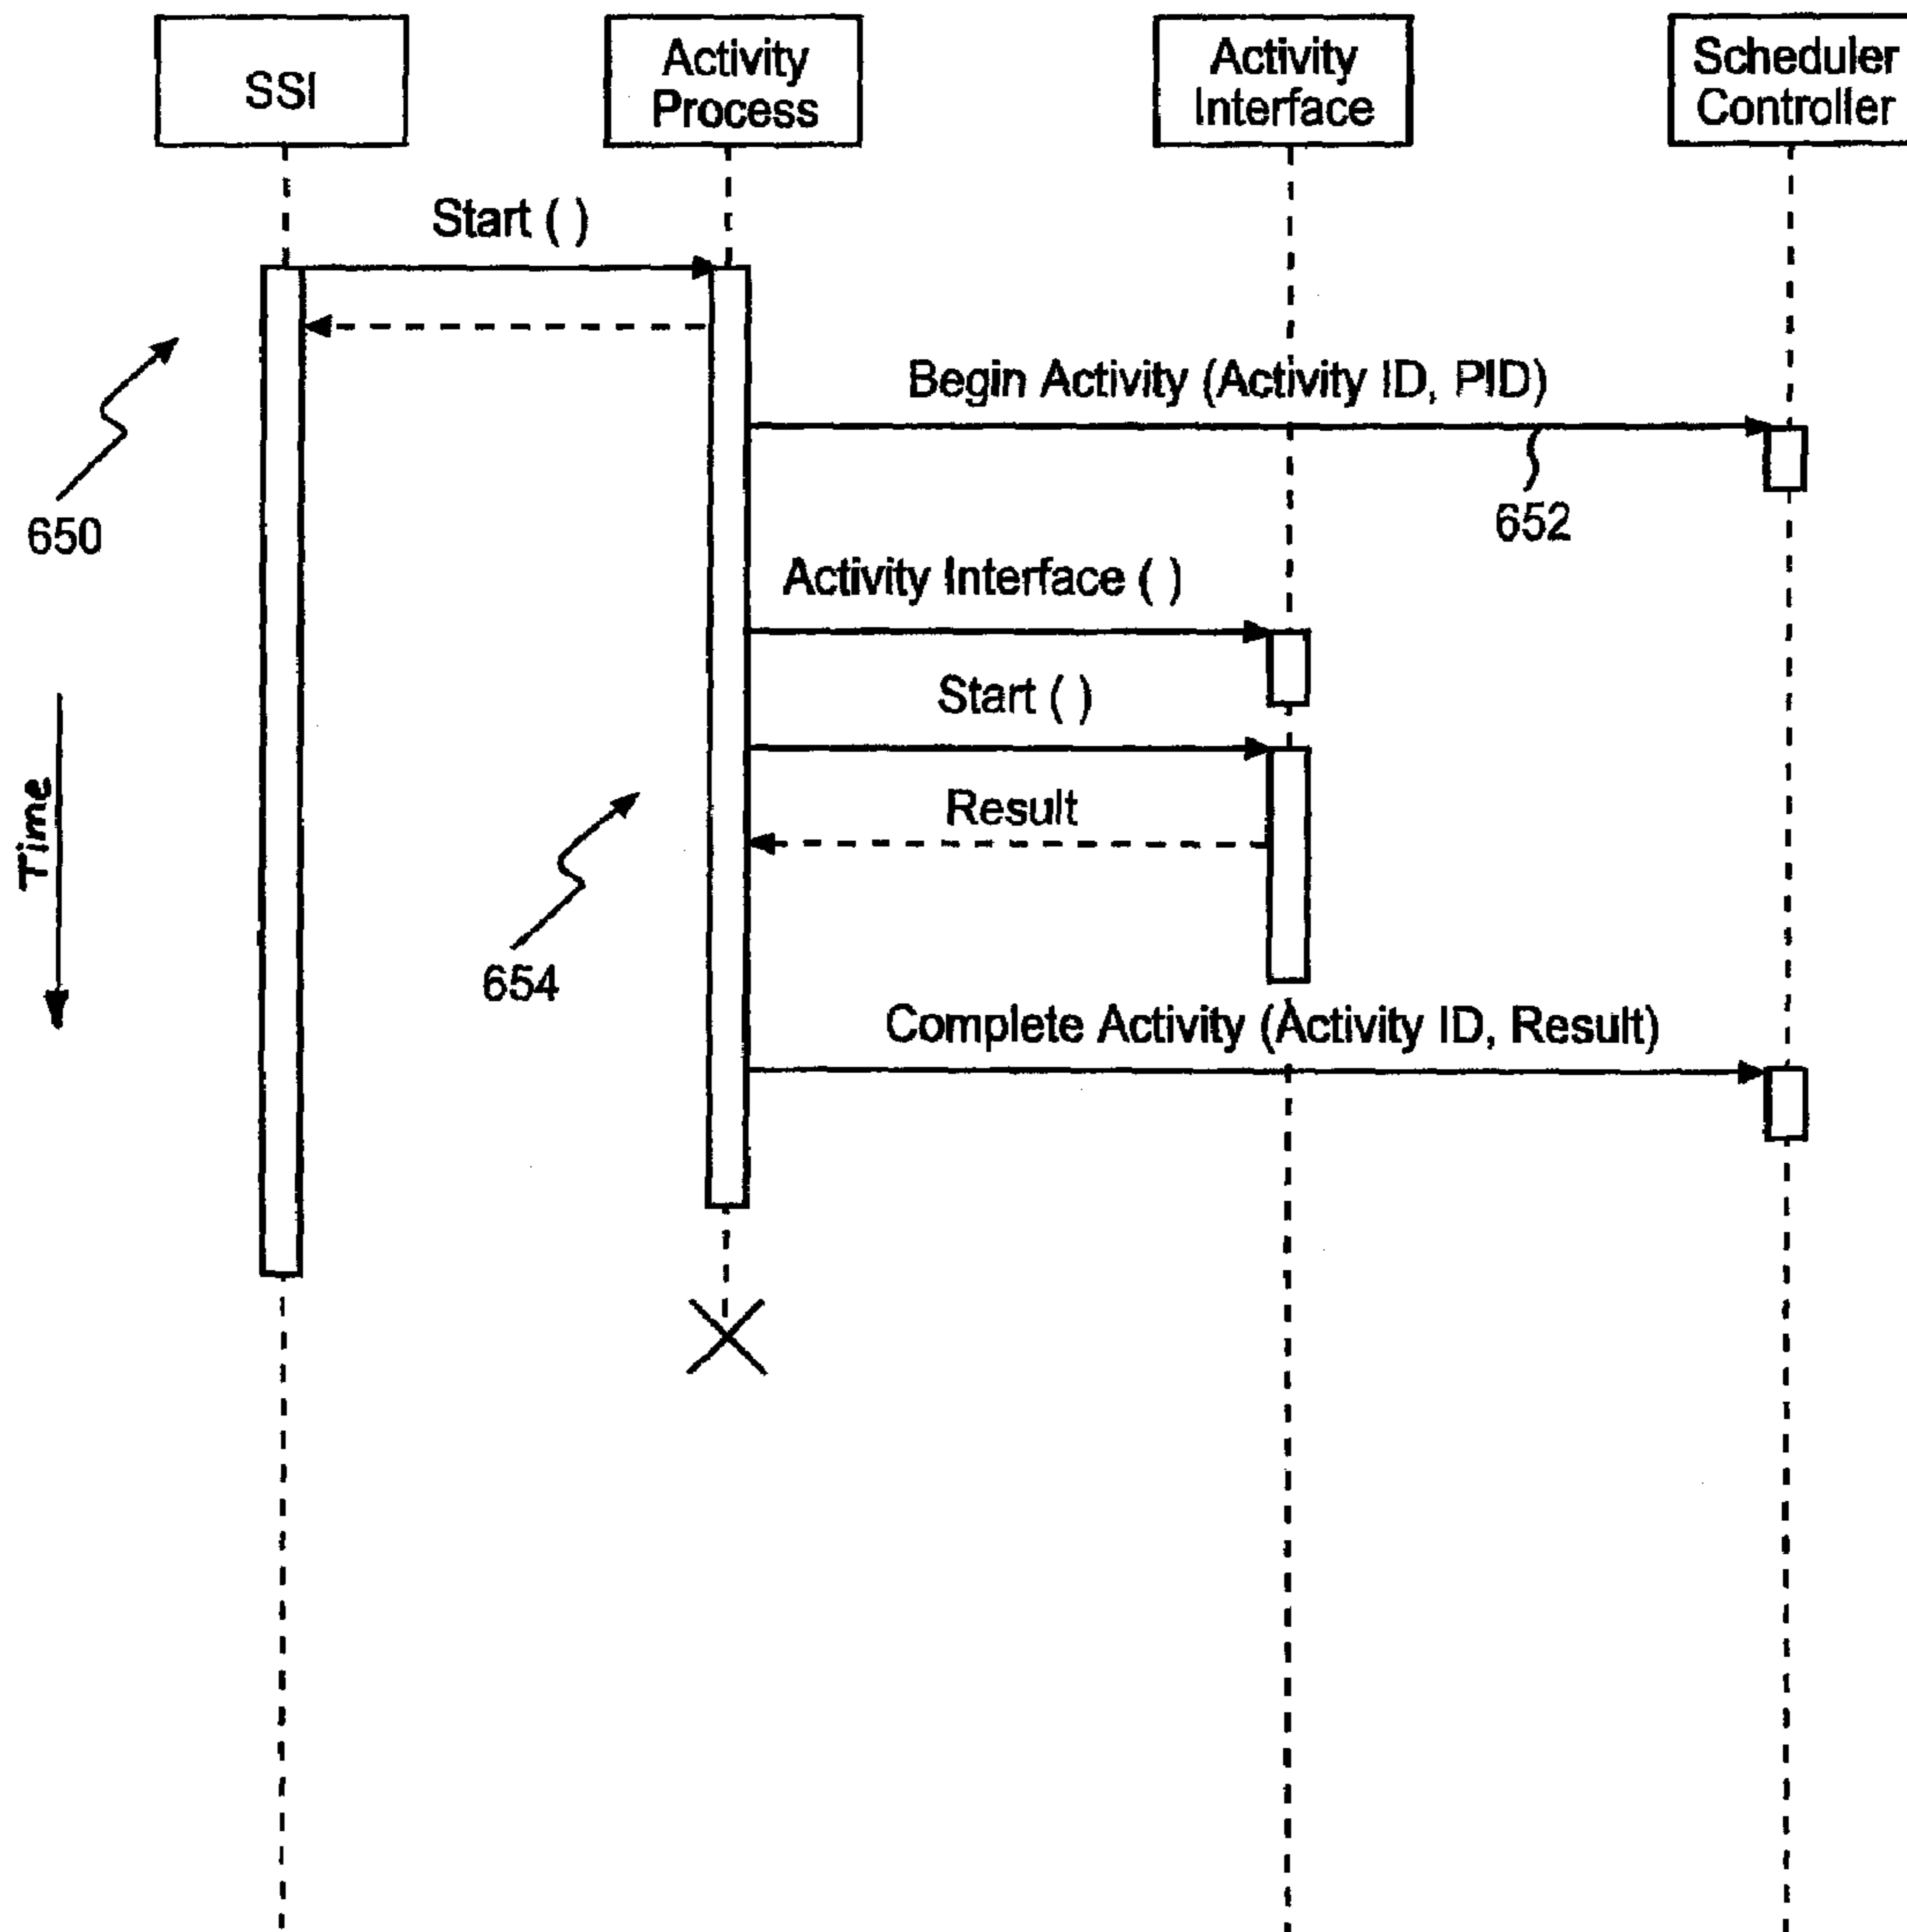 SSI
Activity
Process
Activity
Interface
Scheduler
Controller
Start ( )
Begin Activity (Activity ID, PID)
650
652
Activity Interface ( )
Start ( )
Time
Result
654
Complete Activity (Activity ID, Result)